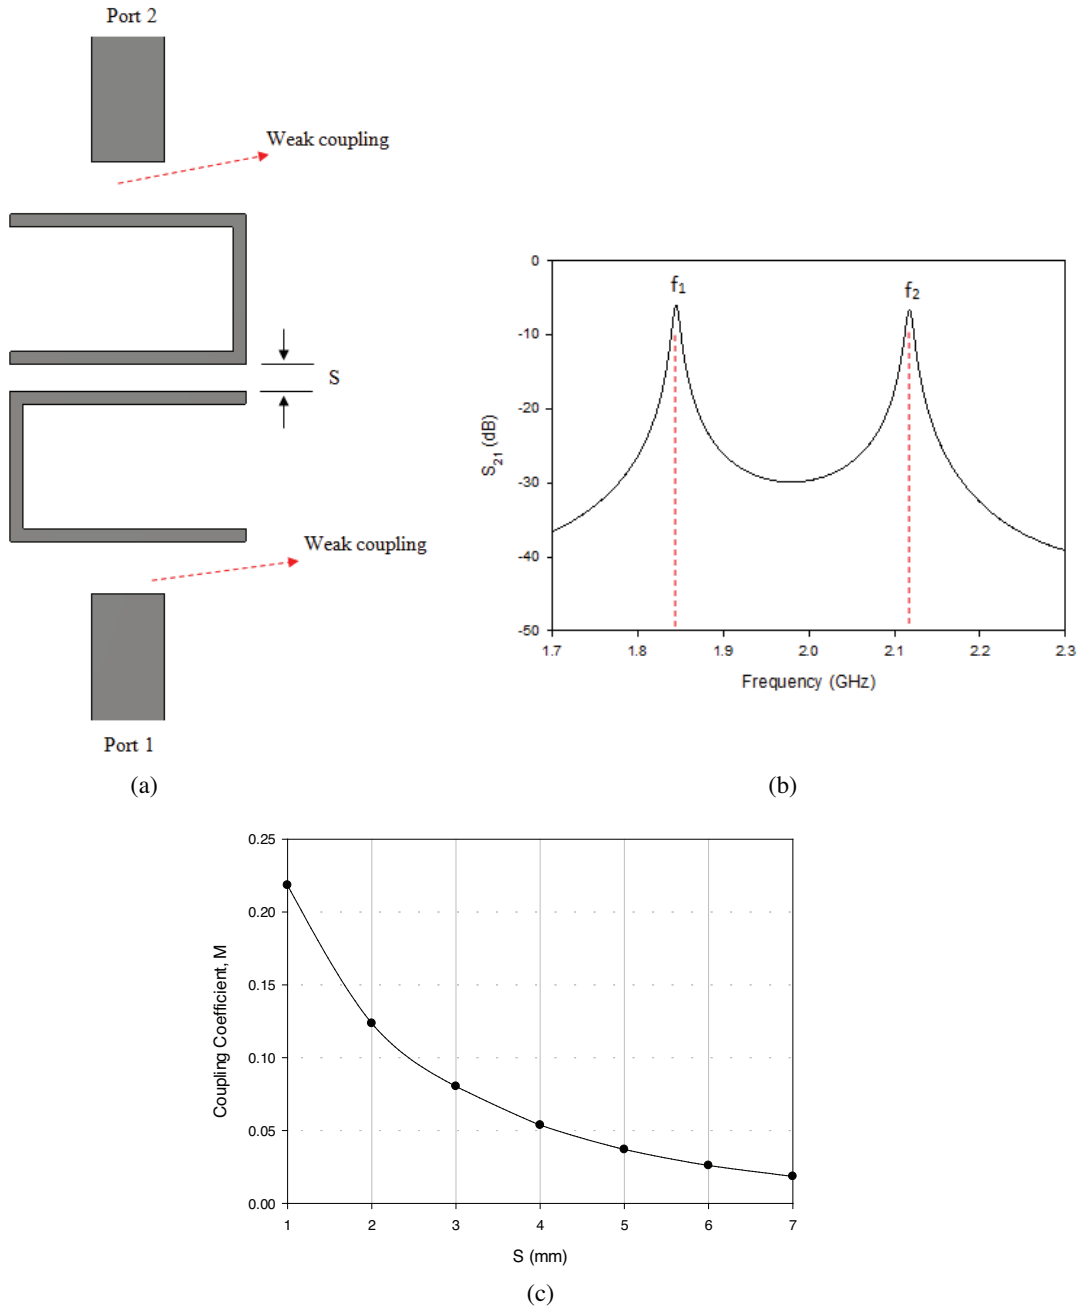 Port 2
Weak coupling
S
Weak coupling
Port 1
(a)
f1
f2
0
-10
-20
-30
-40
-50
S21 (dB)
1.7 1.8 1.9 2.0 2.1 2.2 2.3
Frequency (GHz)
(b)
0.25
0.20
0.15
0.10
0.05
0.00
Coupling Coefficient, M
1 2 3 4 5 6 7
S (mm)
(c)